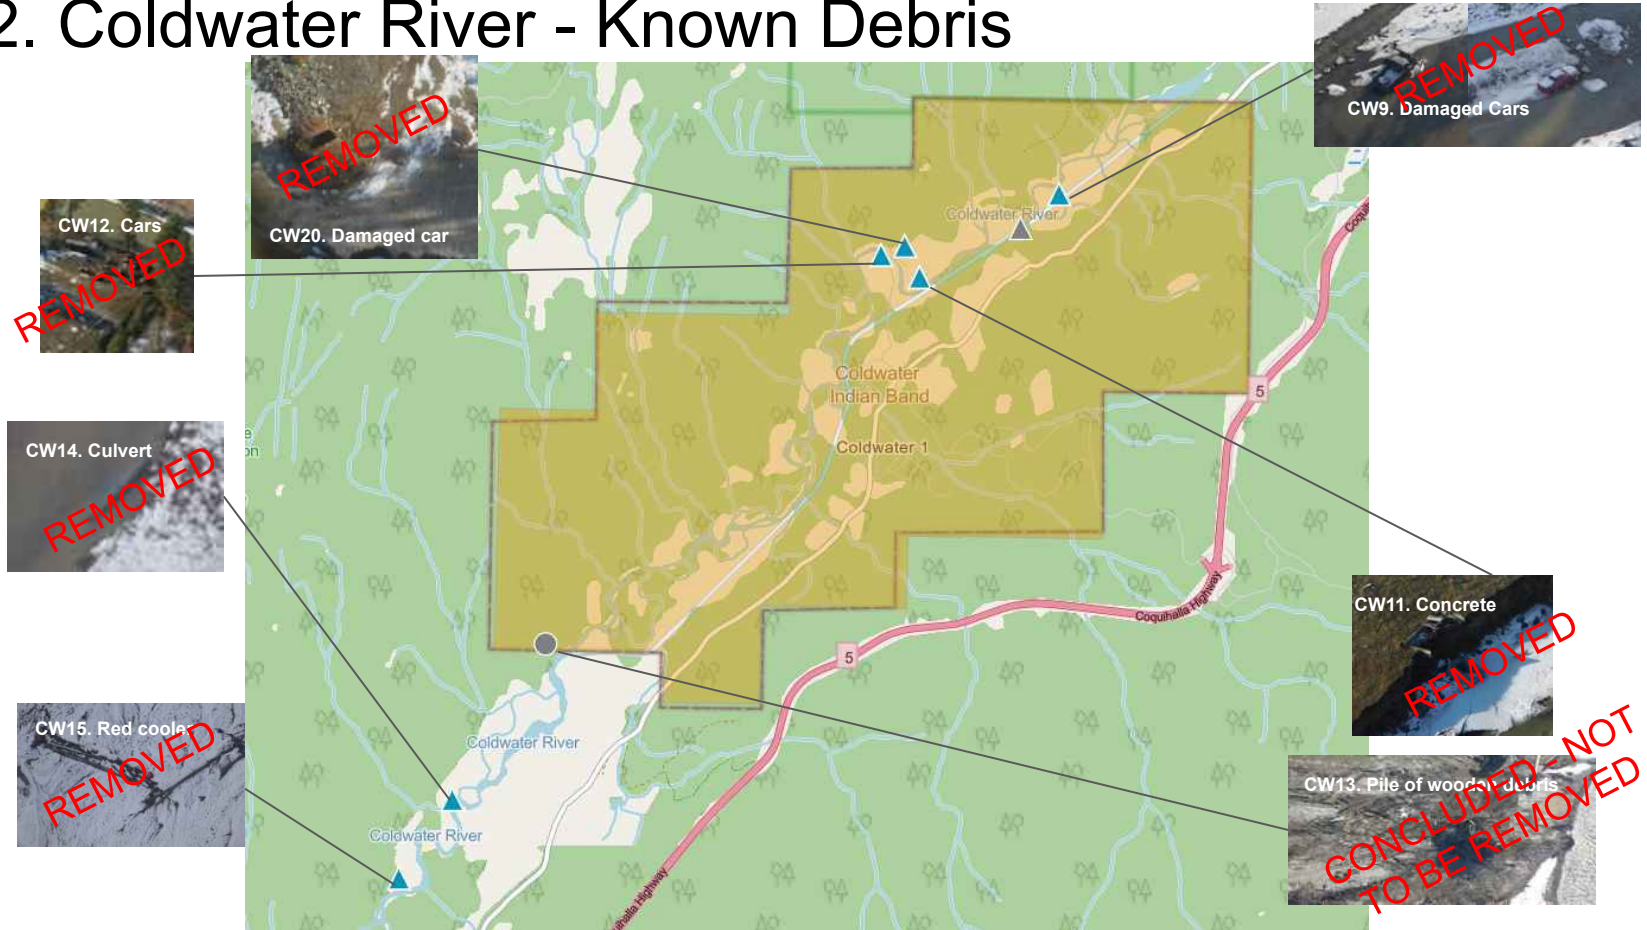 2. Coldwater River - Known Debris
REMOVED
CW9. Damaged Cars
REMOVED
CW20. Damaged car
CW12. Cars
REMOVED
Coldwater River
Coldwater
Indian Band
Coldwater 1
5
CW14. Culvert
REMOVED
Coquihalla Highway
5
CW11. Concrete
REMOVED
CW15. Red cooler
REMOVED
Coldwater River
Coldwater River
CW13. Pile of wooden debris
CONCLUDED - NOT
TO BE REMOVED